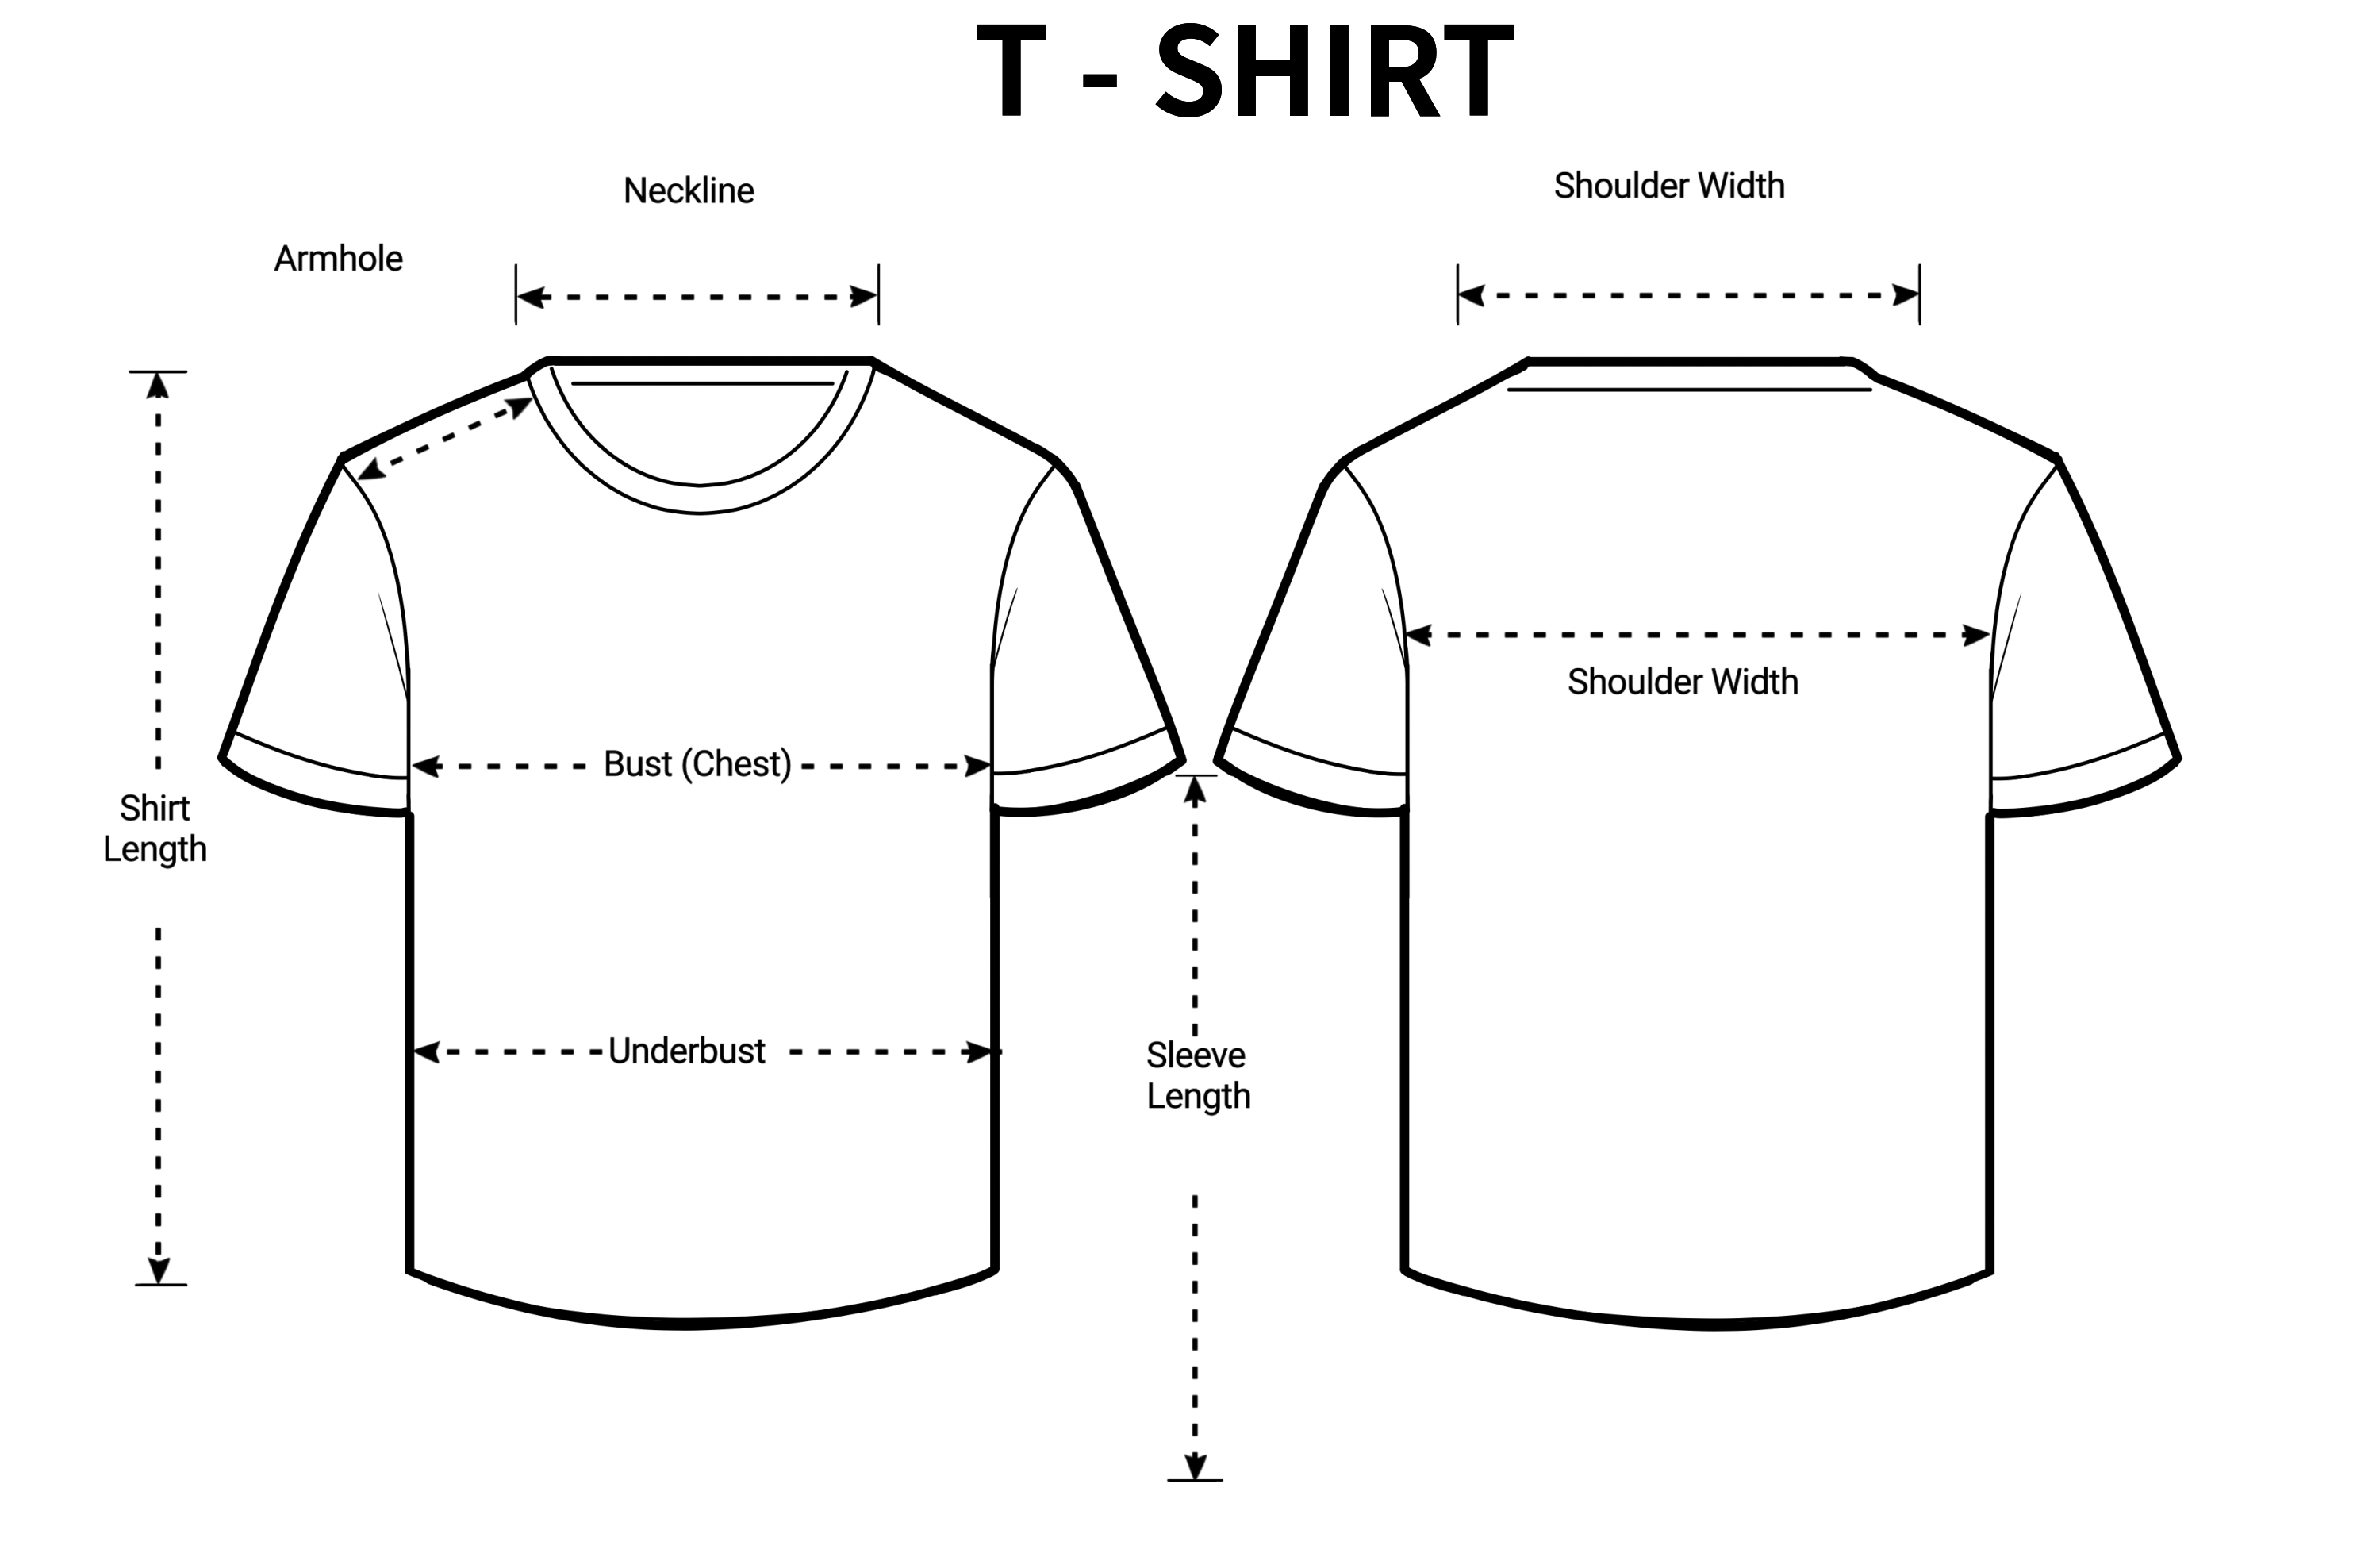 T - SHIRT
Neckline
Shoulder Width
Armhole
Shoulder Width
Bust (Chest)
Shirt
Length
Underbust
Sleeve
Length